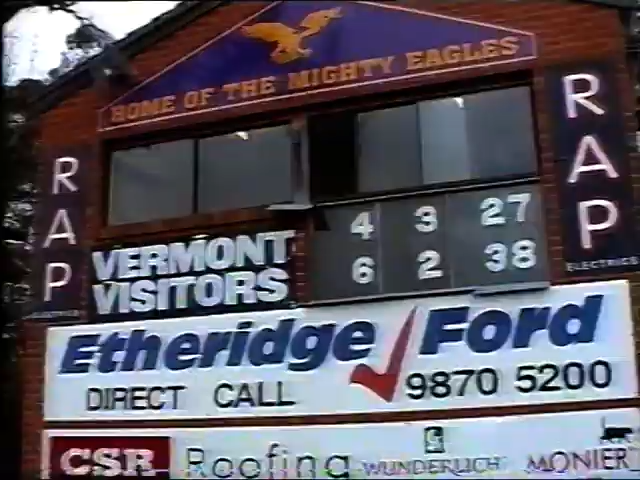 HOME OF THE MIGHTY EAGLES
RAP
RAP
ELECTRICS
VERMONT 4 3 27
VISITORS 6 2 38
Etheridge Ford
DIRECT CALL 9870 5200
CSR Roofing WUNDERLICH MONIER